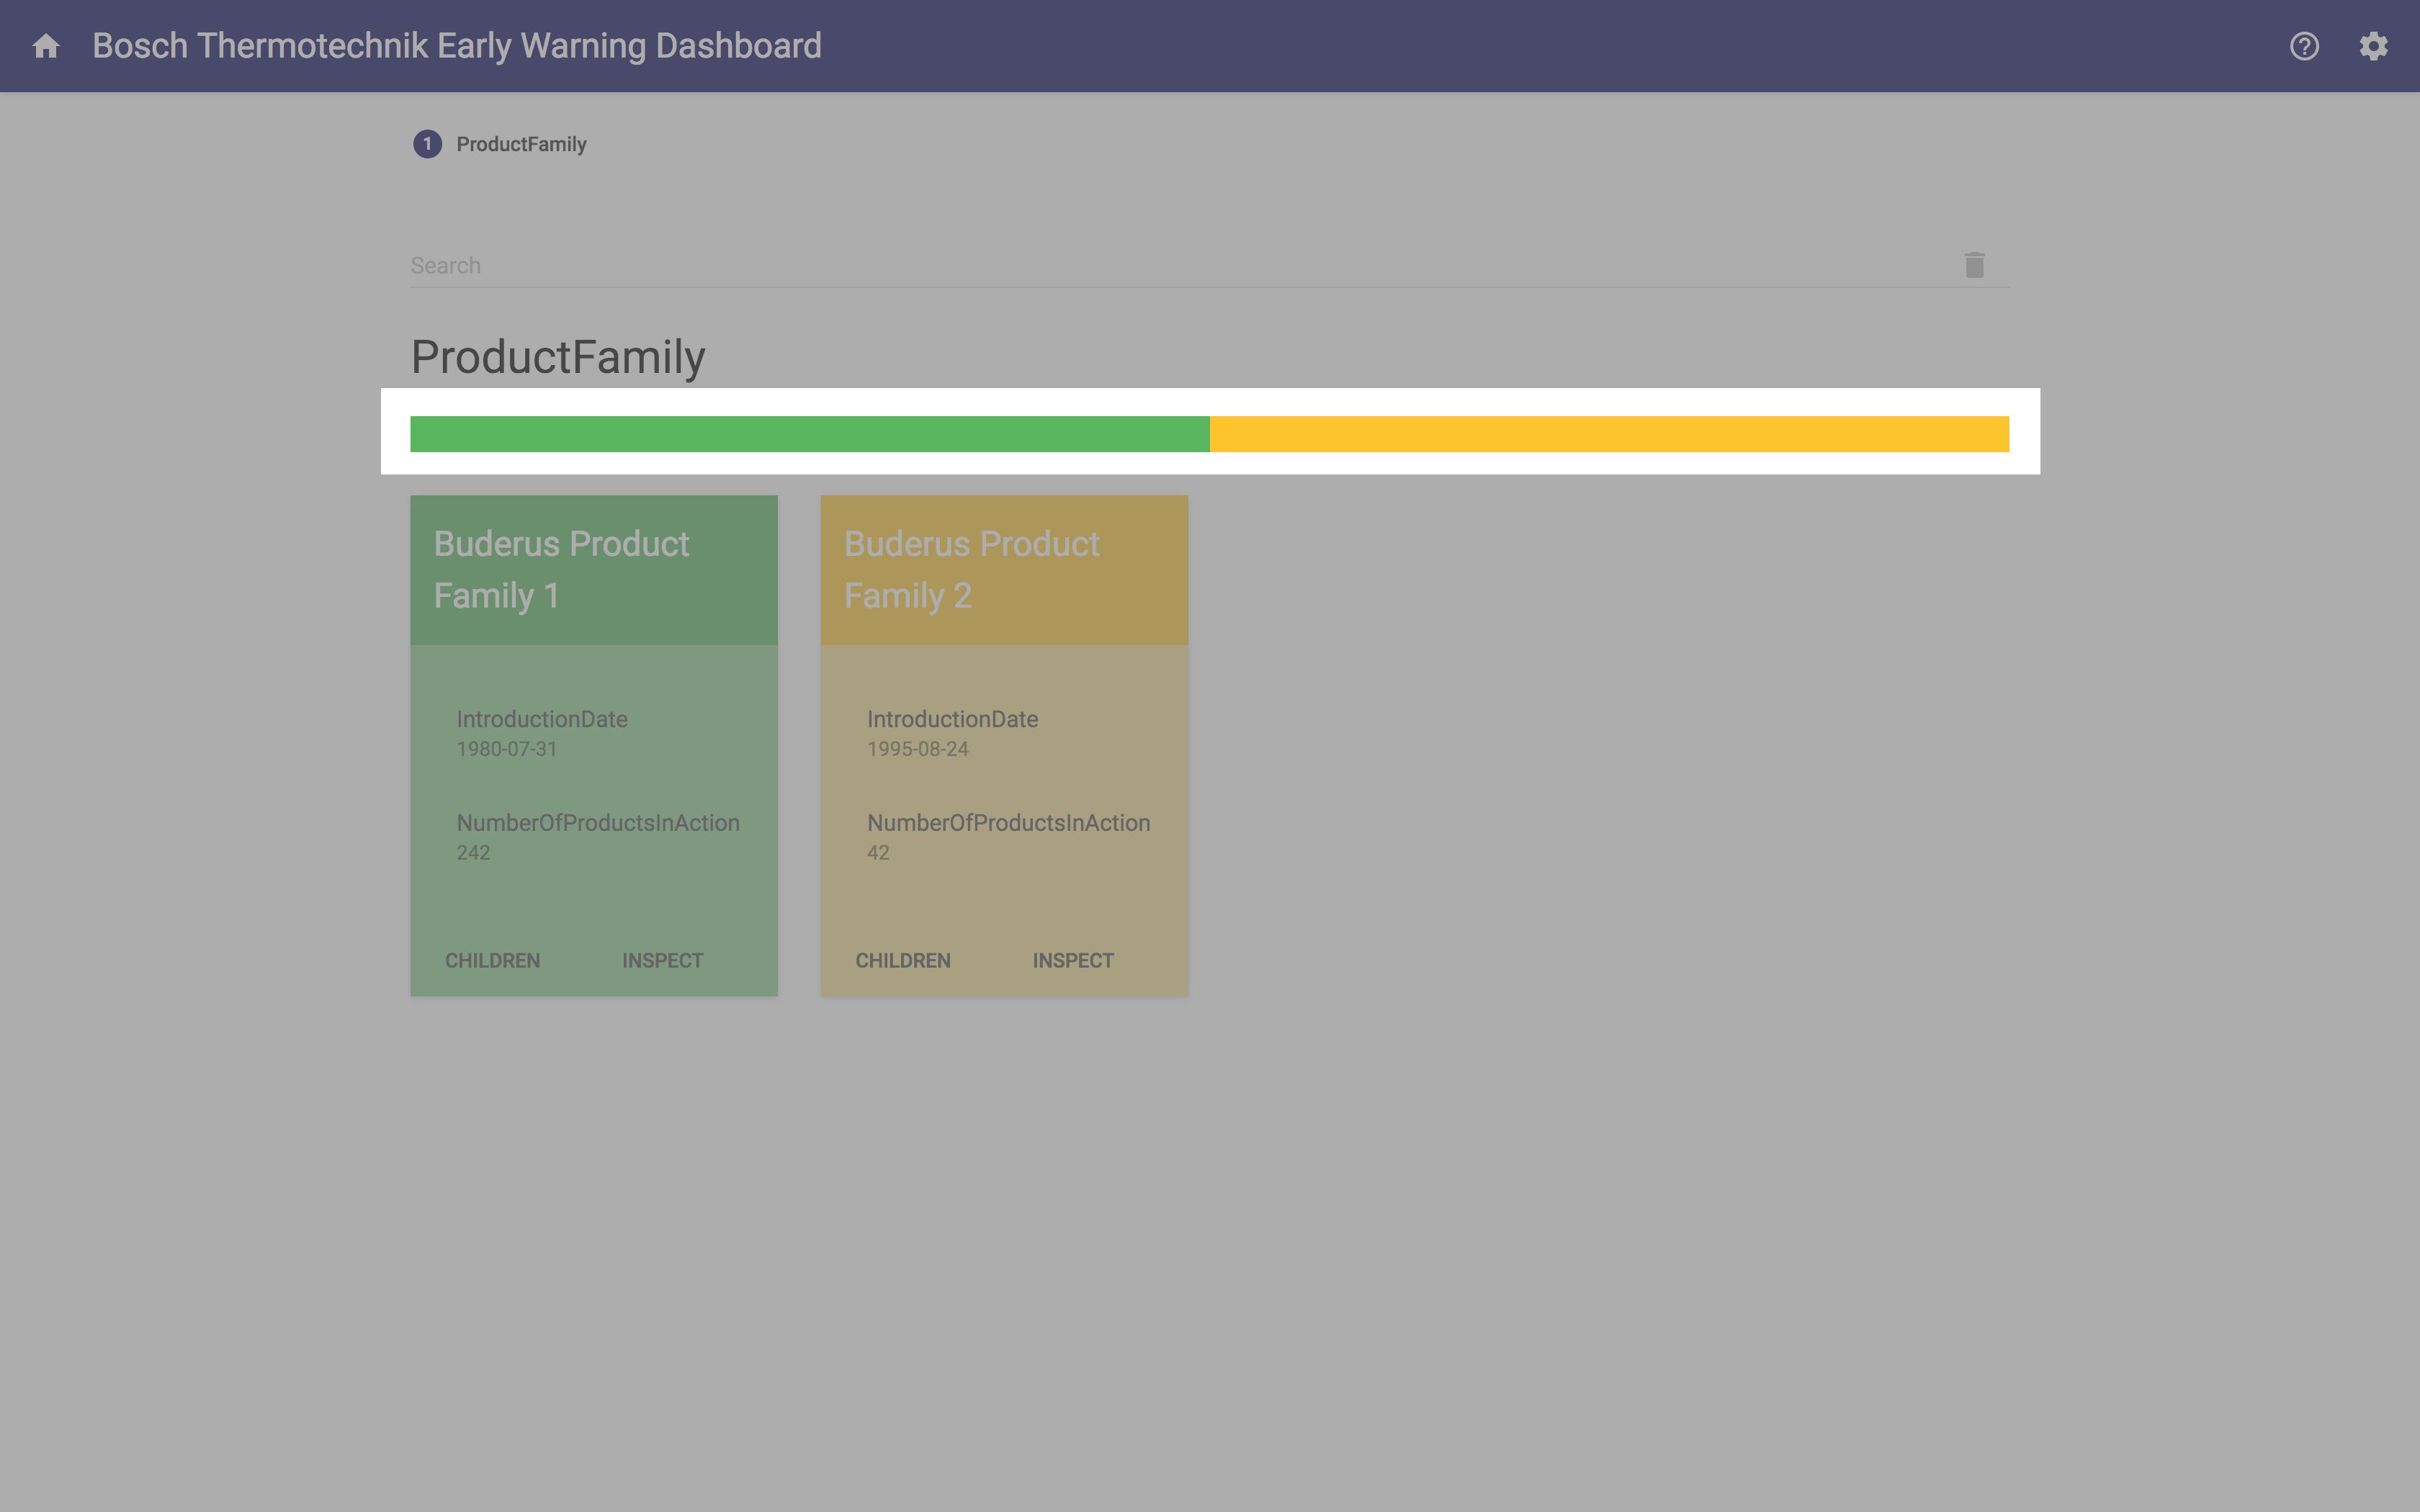 Bosch Thermotechnik Early Warning Dashboard
1 ProductFamily
Search
ProductFamily
Buderus Product
Family 1
IntroductionDate
1980-07-31
NumberOfProductsInAction
242
CHILDREN INSPECT
Buderus Product
Family 2
IntroductionDate
1995-08-24
NumberOfProductsInAction
42
CHILDREN INSPECT